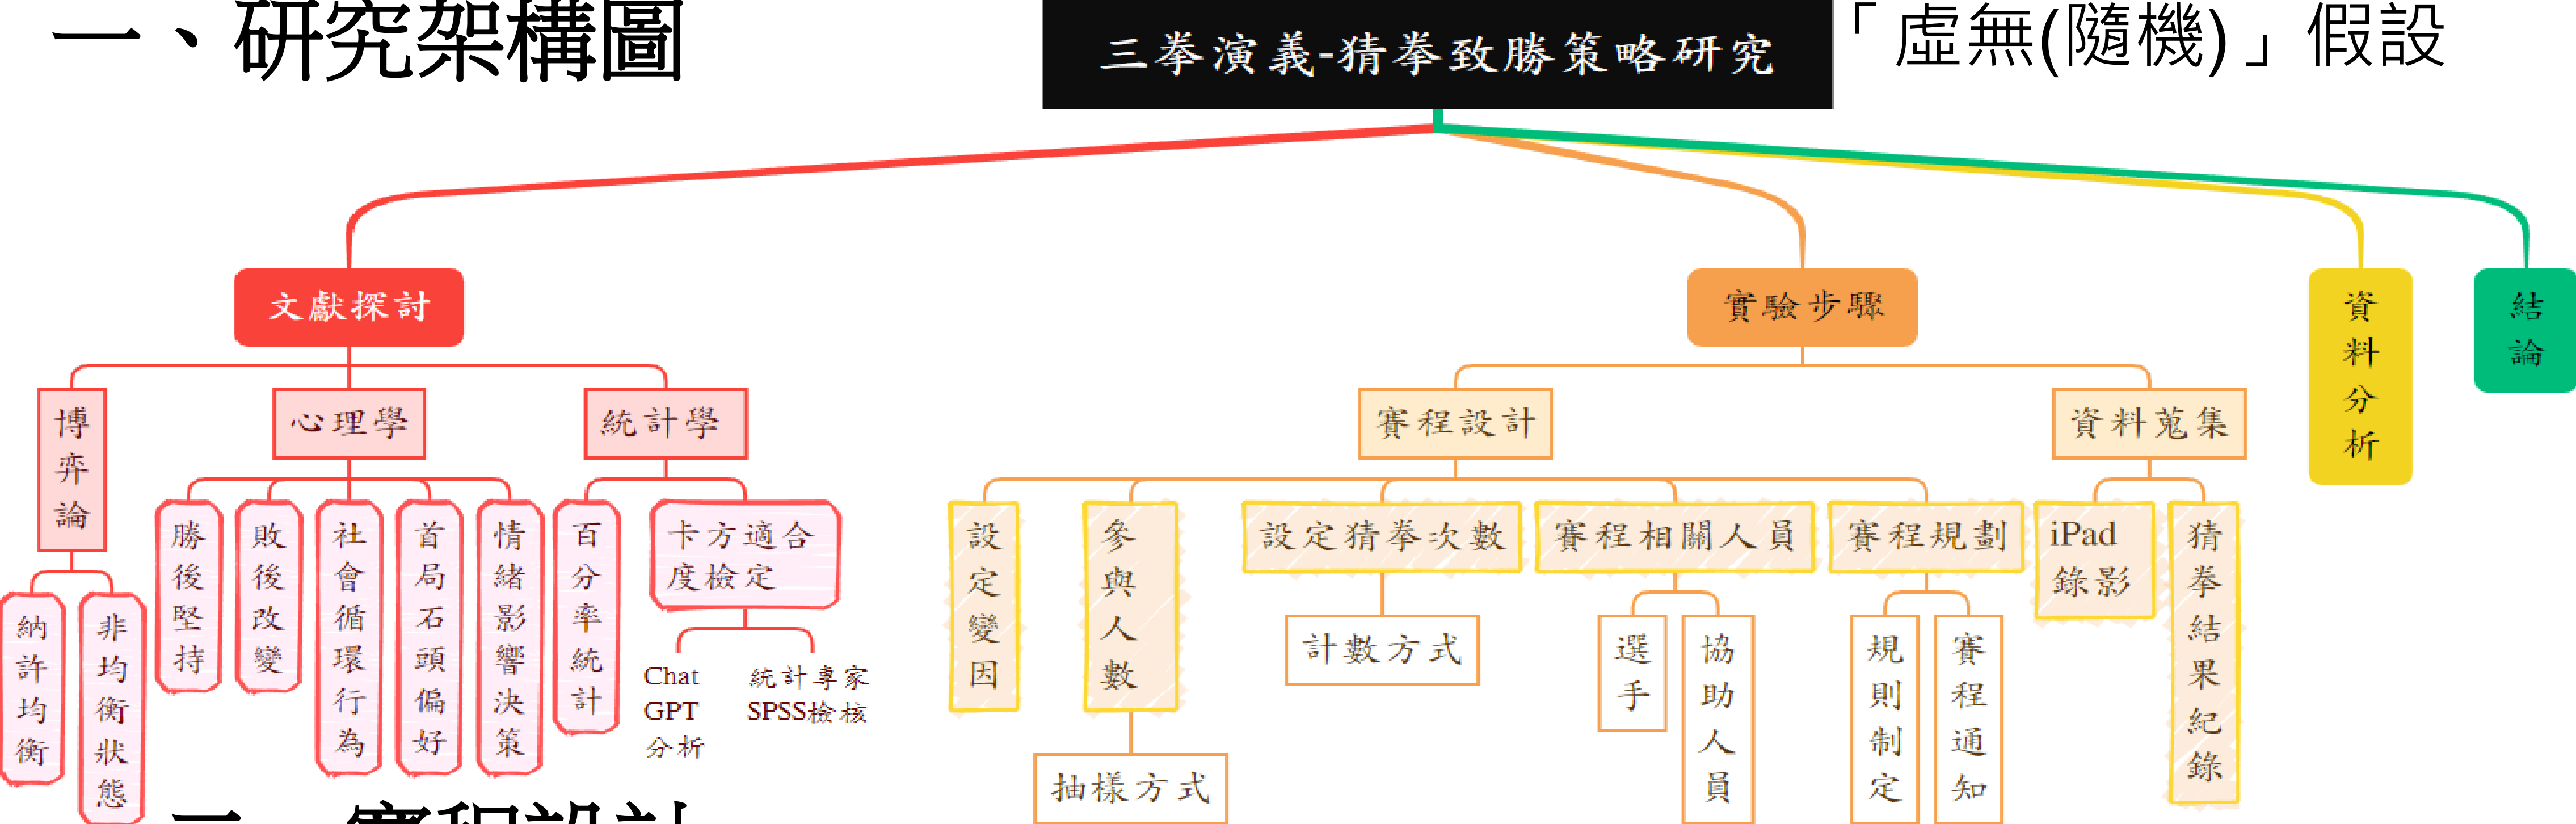 一、研究架構圖
三拳演義-猜拳致勝策略研究
「虛無(隨機)」假設
文獻探討
實驗步驟
資料分析
結論
博弈論
心理學
統計學
賽程設計
資料蒐集
納許均衡
非均衡狀態
勝後堅持
敗後改變
社會循環行為
首局石頭偏好
情緒影響決策
百分率統計
卡方適合
度檢定
Chat
GPT
分析
統計專家
SPSS檢核
設定變因
參與人數
抽樣方式
設定猜拳次數
計數方式
賽程相關人員
選手
協助人員
賽程規劃
規則制定
賽程通知
iPad
錄影
猜拳結果紀錄
二、賽程設計